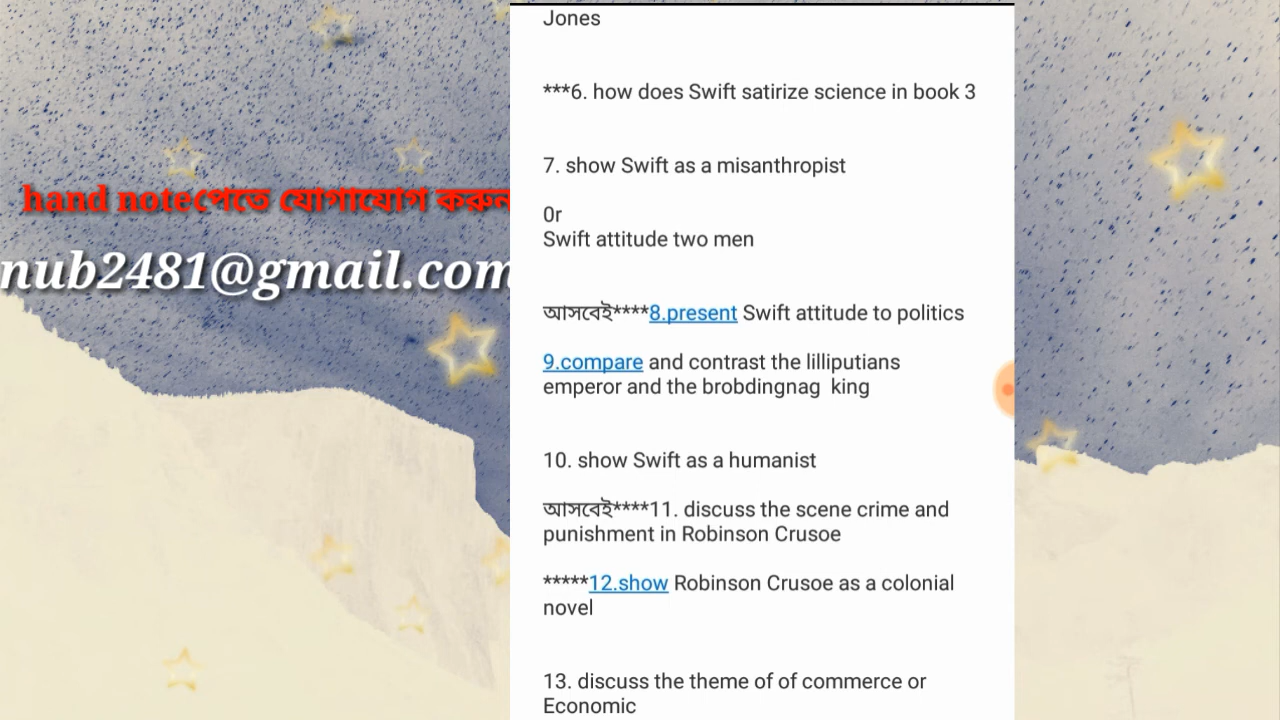 Jones
***6. how does Swift satirize science in book 3
7. show Swift as a misanthropist
0r
Swift attitude two men
আসবেই****8.present Swift attitude to politics
9.compare and contrast the lilliputians
emperor and the brobdingnag  king
10. show Swift as a humanist
আসবেই****11. discuss the scene crime and
punishment in Robinson Crusoe
*****12.show Robinson Crusoe as a colonial
novel
13. discuss the theme of of commerce or
Economic
hand noteপেতে যোগাযোগ করুন
nub2481@gmail.com